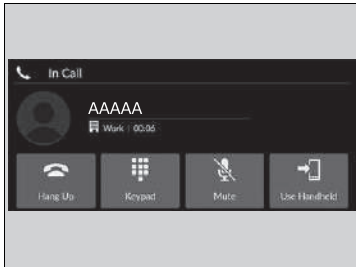 In Call
AAAAA
Work | 00:06
Hang Up
Keypad
Mute
Use Handheld